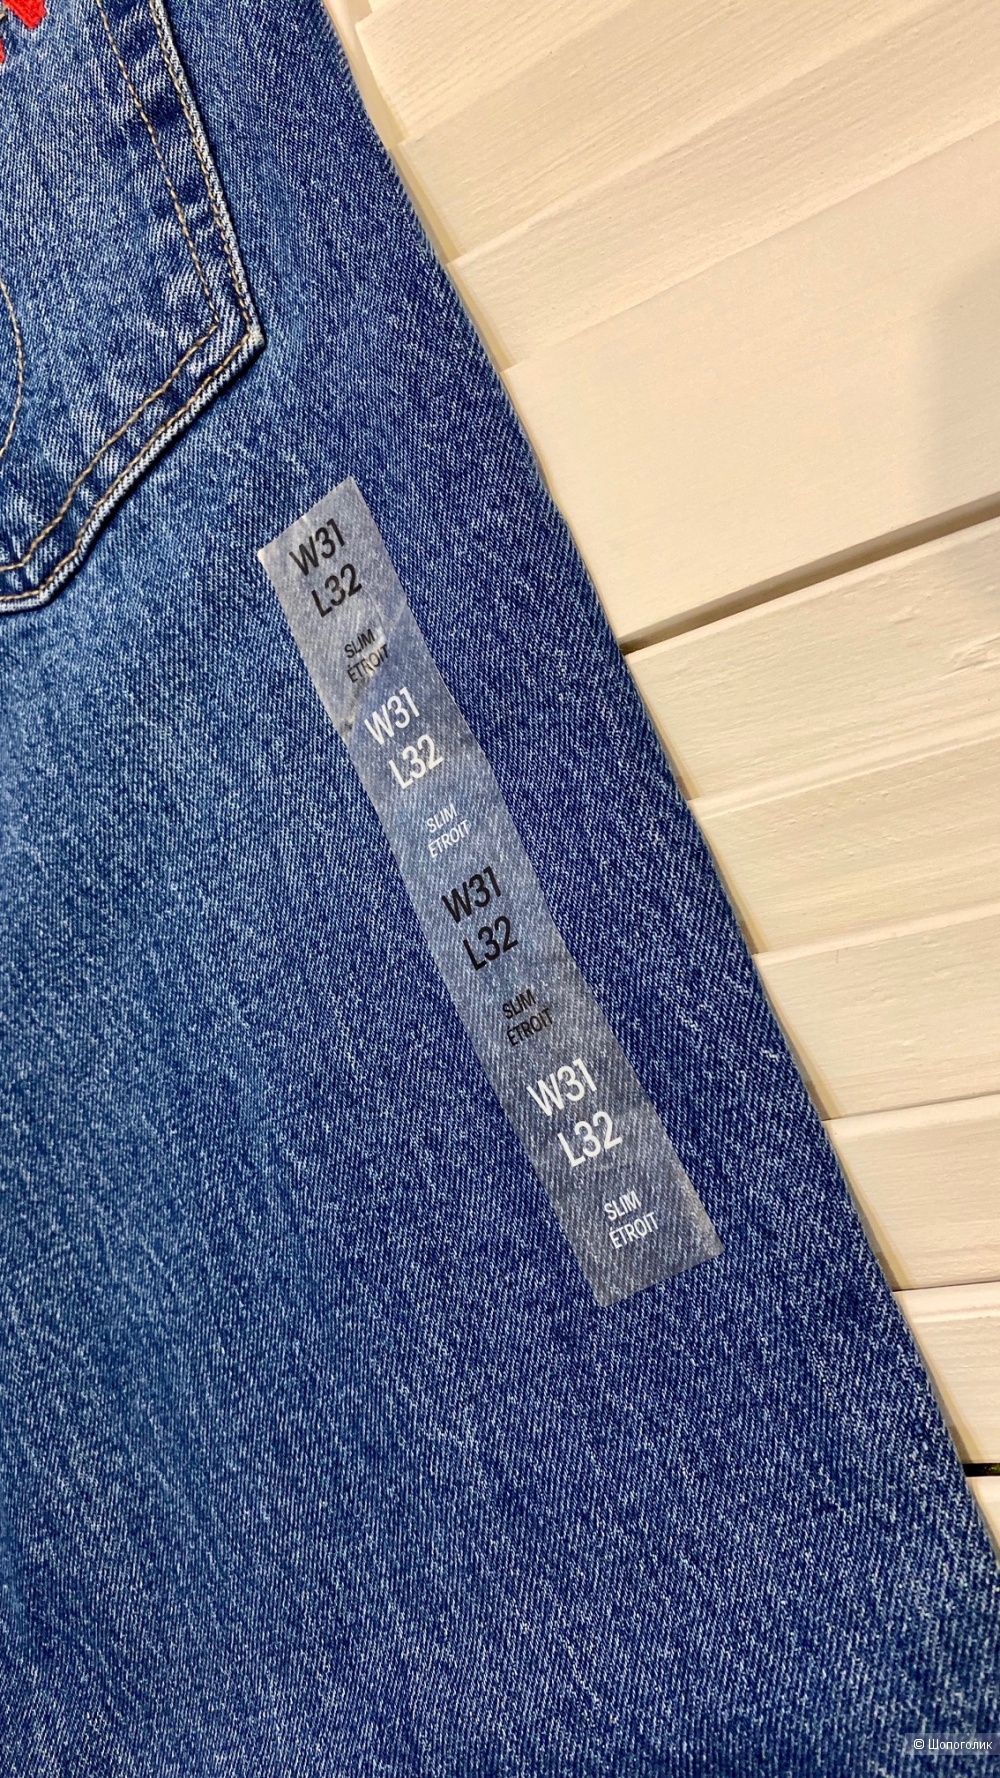 W31
L32
SLIM
ÉTROIT
W31
L32
SLIM
ÉTROIT
W31
L32
SLIM
ÉTROIT
W31
L32
SLIM
ÉTROIT
© Шопоголик